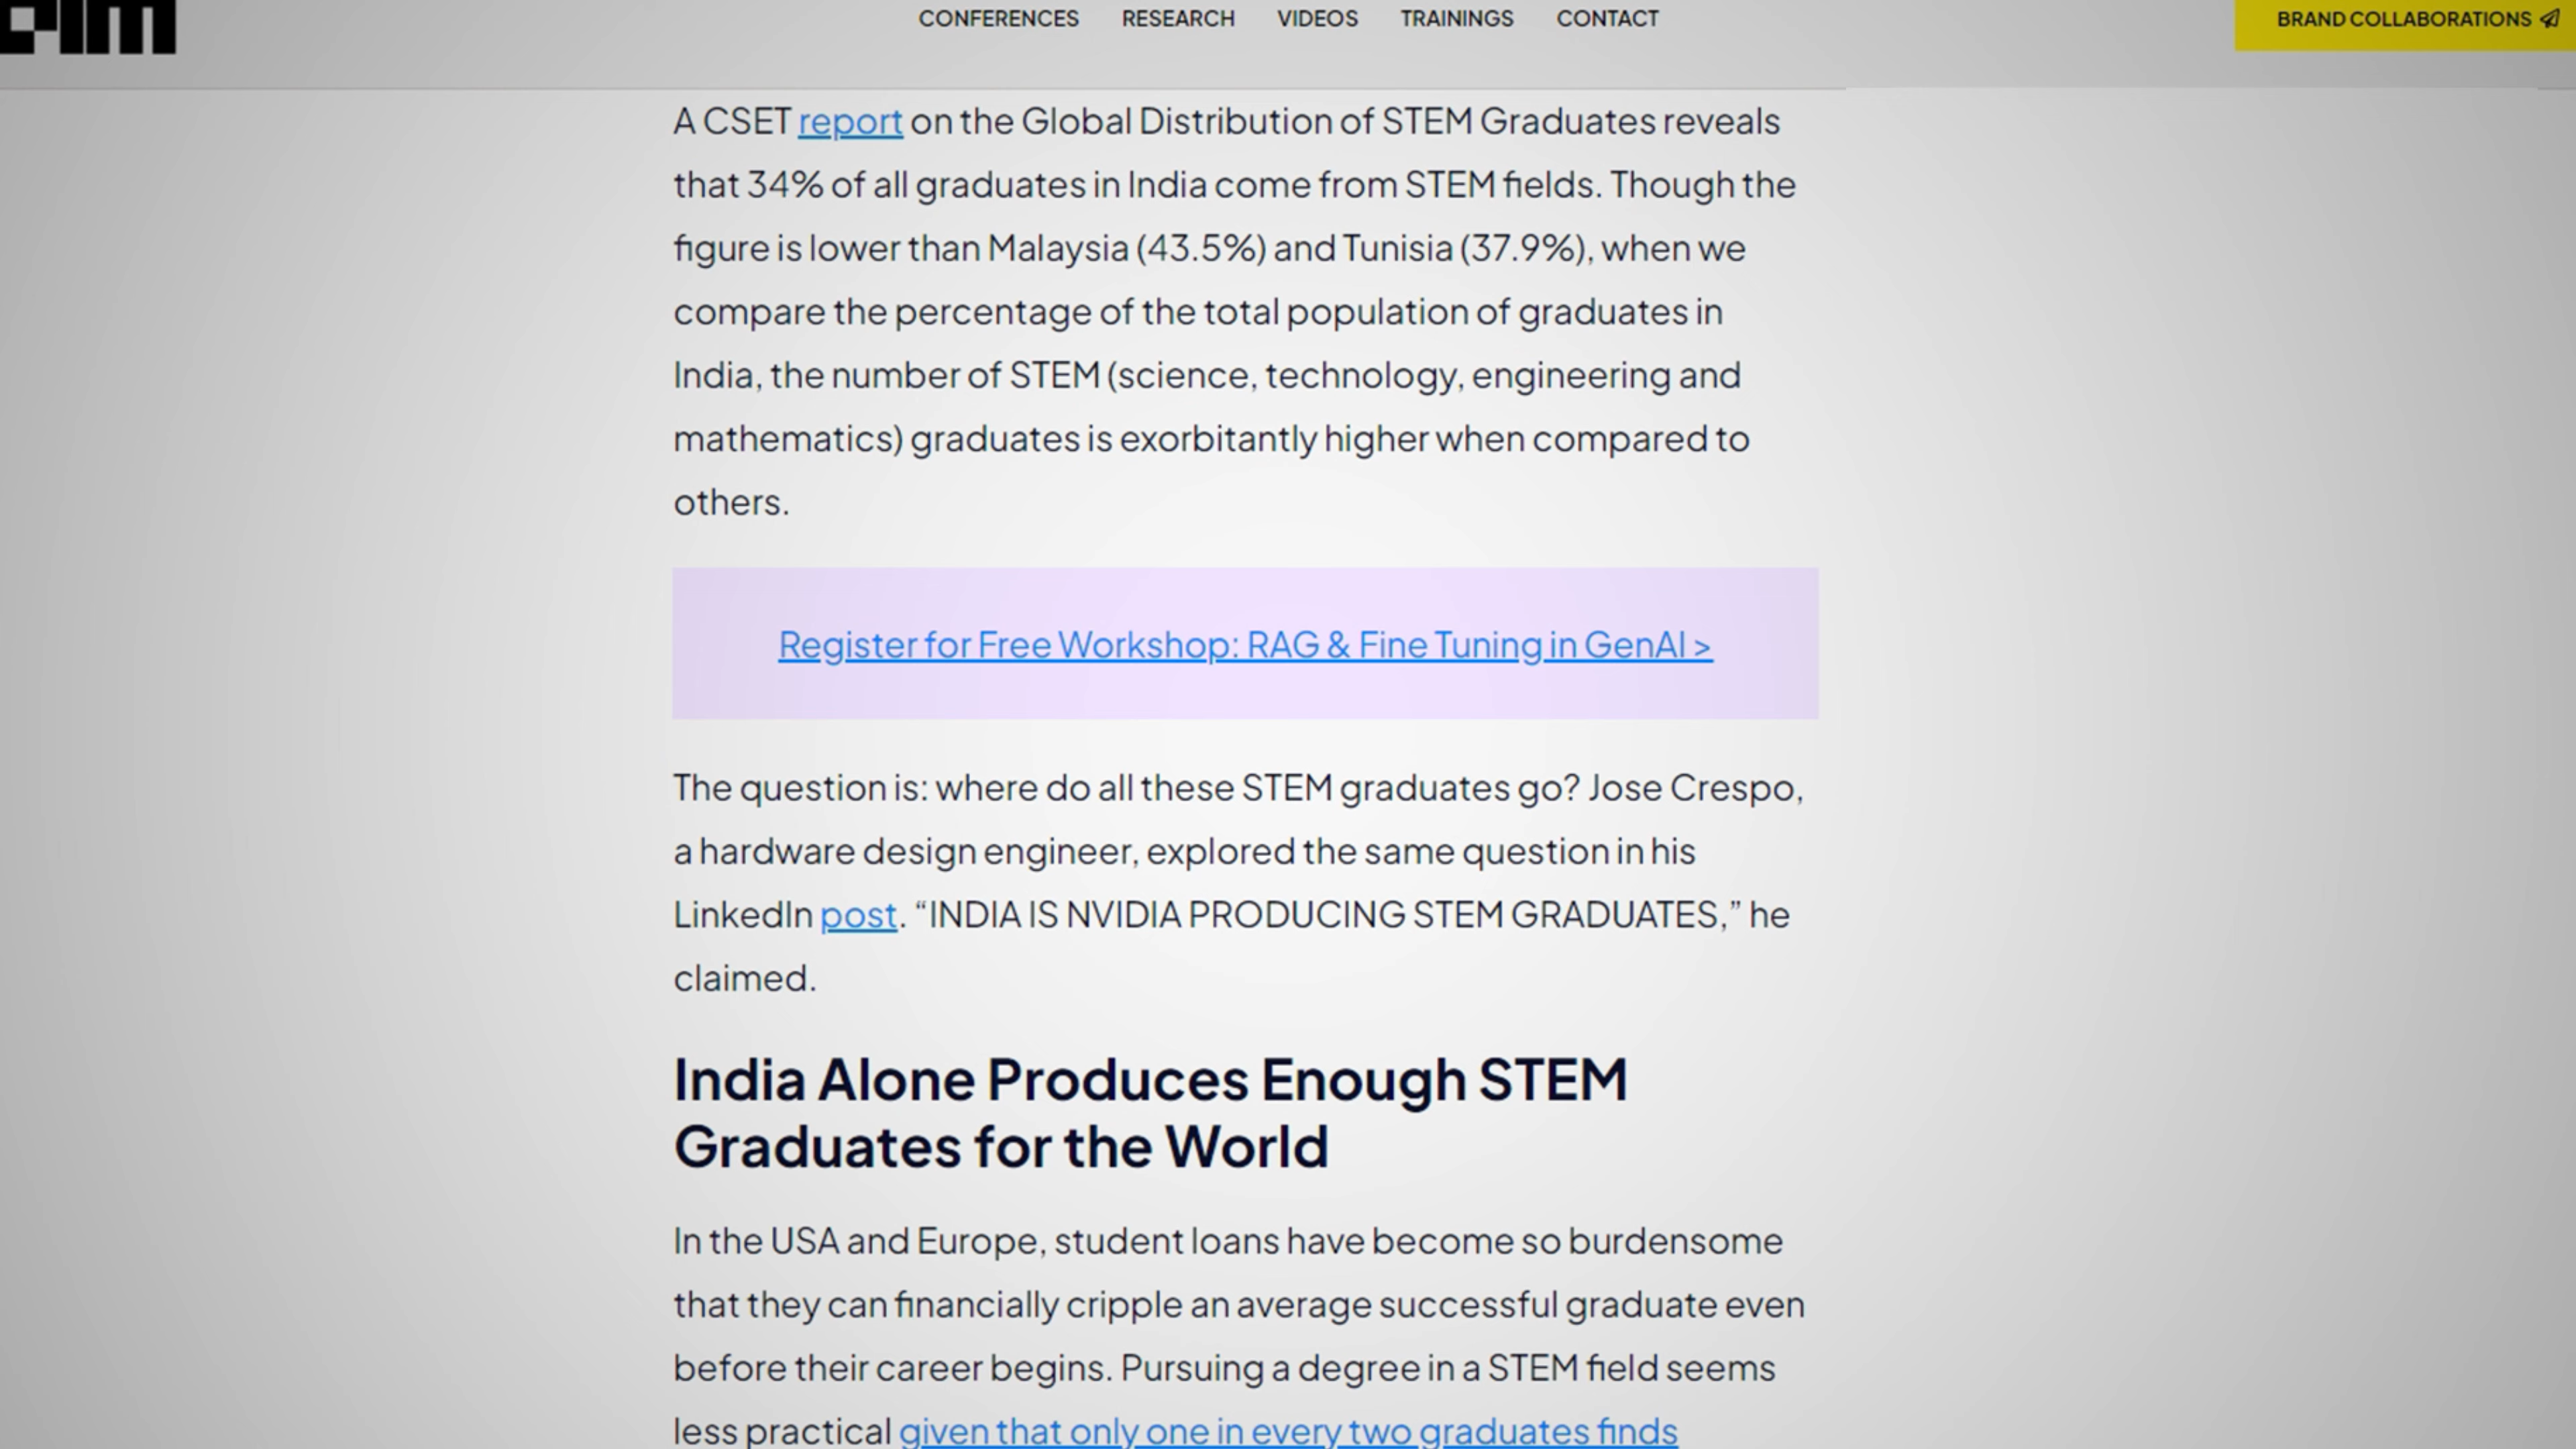 CONFERENCES RESEARCH VIDEOS TRAININGS CONTACT
BRAND COLLABORATIONS
A CSET report on the Global Distribution of STEM Graduates reveals
that 34% of all graduates in India come from STEM fields. Though the
figure is lower than Malaysia (43.5%) and Tunisia (37.9%), when we
compare the percentage of the total population of graduates in
India, the number of STEM (science, technology, engineering and
mathematics) graduates is exorbitantly higher when compared to
others.
Register for Free Workshop: RAG & Fine Tuning in GenAI >
The question is: where do all these STEM graduates go? Jose Crespo,
a hardware design engineer, explored the same question in his
LinkedIn post. “INDIA IS NVIDIA PRODUCING STEM GRADUATES,” he
claimed.
India Alone Produces Enough STEM
Graduates for the World
In the USA and Europe, student loans have become so burdensome
that they can financially cripple an average successful graduate even
before their career begins. Pursuing a degree in a STEM field seems
less practical given that only one in every two graduates finds